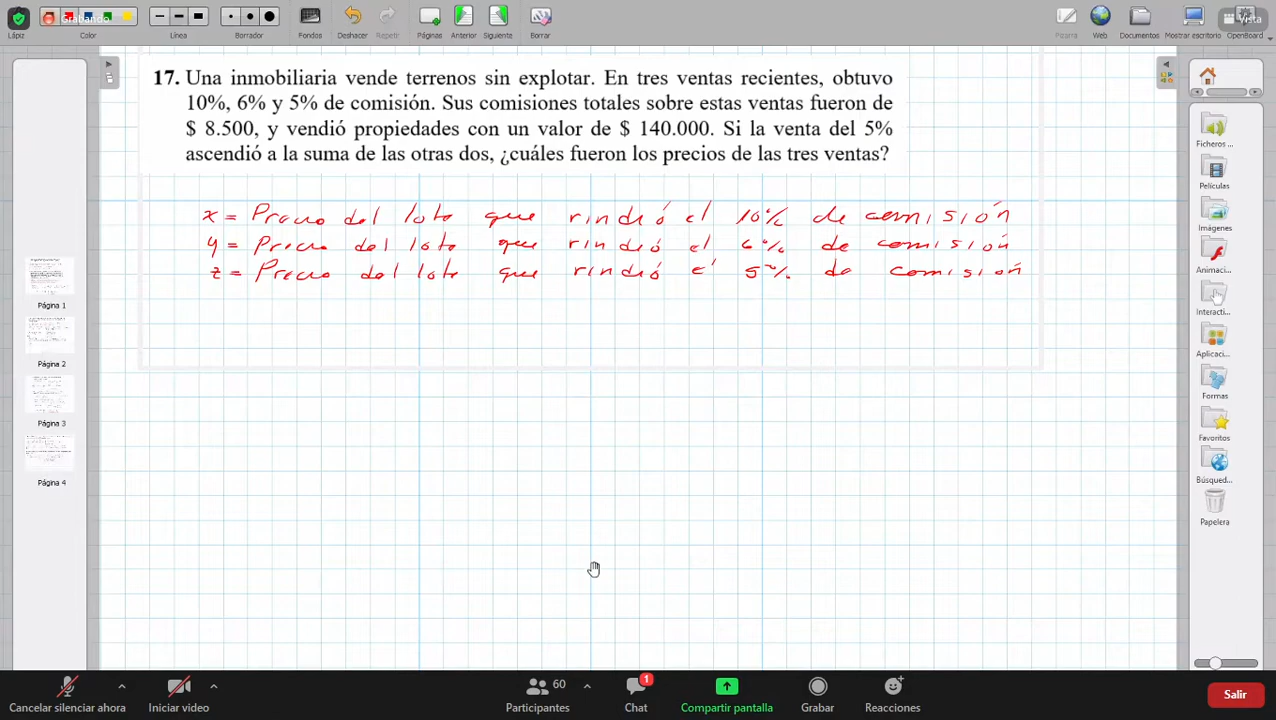 Grabando
Vista
Lápiz
Color
Línea
Borrador
Fondos
Deshacer
Repetir
Páginas
Anterior
Siguiente
Borrar
Pizarra
Web
Documentos
Mostrar escritorio
OpenBoard
17. Una inmobiliaria vende terrenos sin explotar. En tres ventas recientes, obtuvo
10%, 6% y 5% de comisión. Sus comisiones totales sobre estas ventas fueron de
$ 8.500, y vendió propiedades con un valor de $ 140.000. Si la venta del 5%
ascendió a la suma de las otras dos, ¿cuáles fueron los precios de las tres ventas?
x = Precio del lote que rindió el 10% de comisión
y = Precio del lote que rindió el 6% de comisión
z = Precio del lote que rindió el 5% de comisión
Página 1
Página 2
Página 3
Página 4
Ficheros ...
Películas
Imágenes
Animaci...
Interacti...
Aplicaci...
Formas
Favoritos
Búsqued...
Papelera
Cancelar silenciar ahora
Iniciar video
60
Participantes
1
Chat
Compartir pantalla
Grabar
Reacciones
Salir